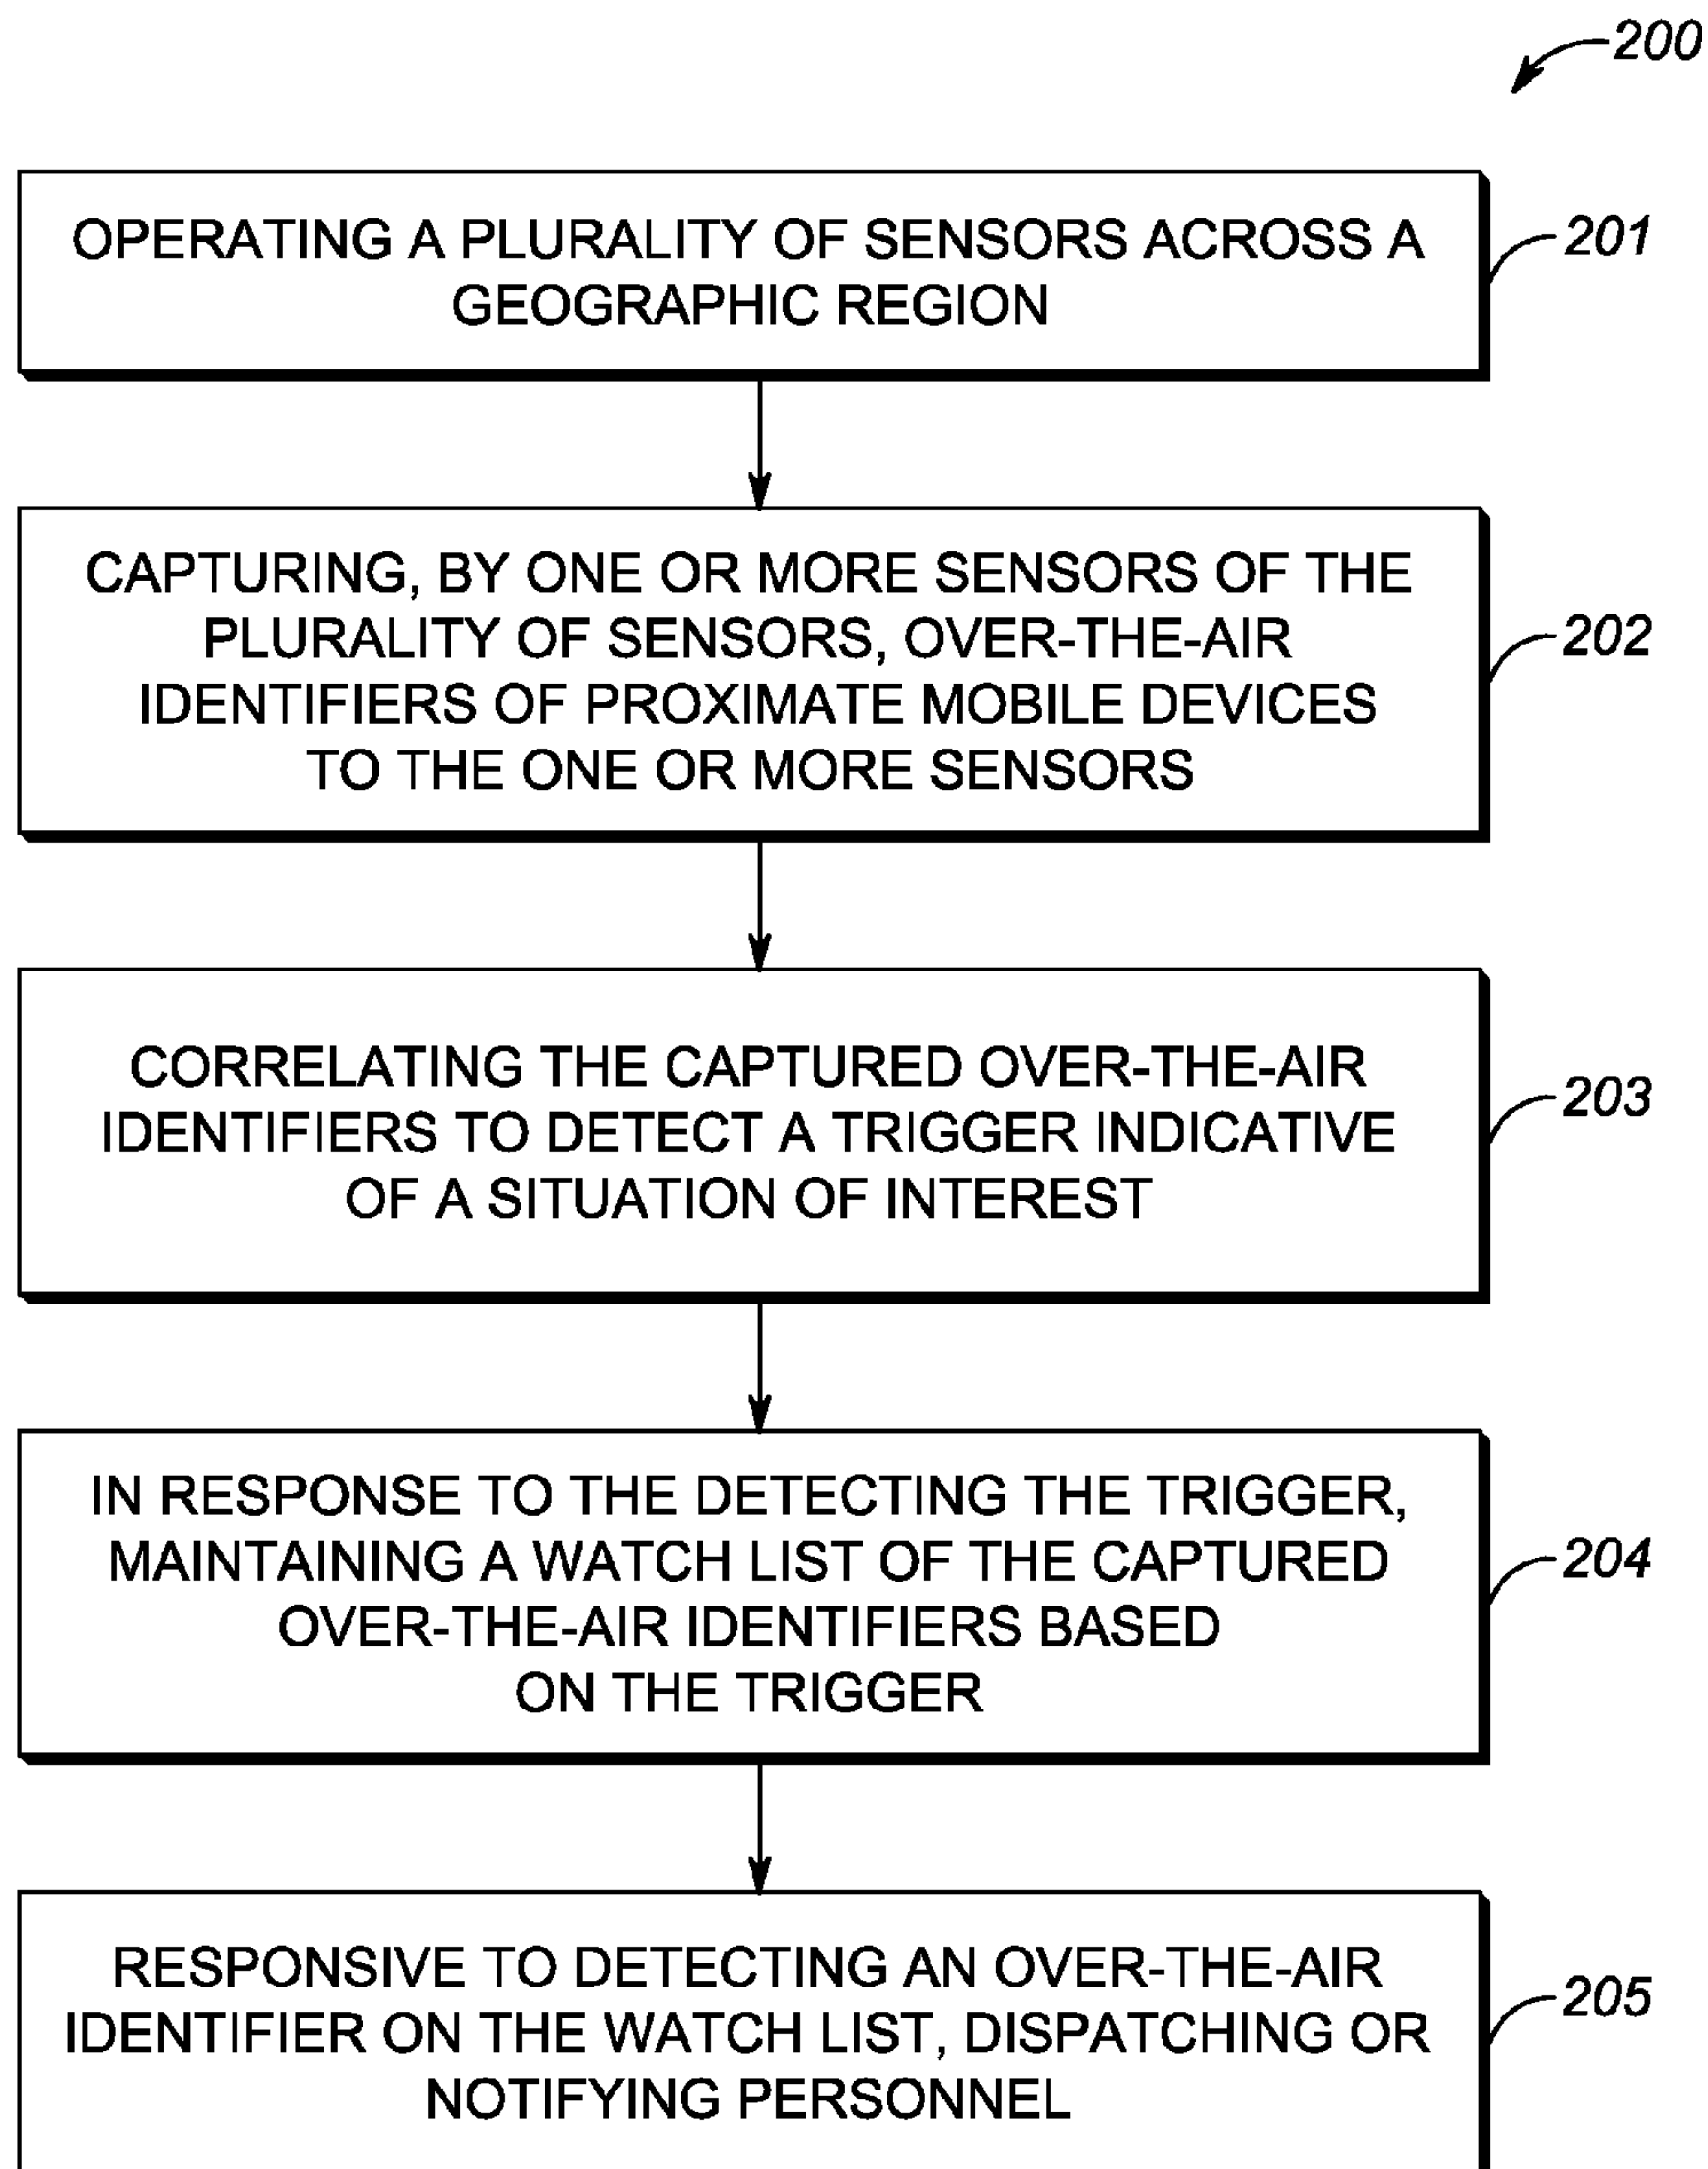 200
OPERATING A PLURALITY OF SENSORS ACROSS A
GEOGRAPHIC REGION
201
CAPTURING, BY ONE OR MORE SENSORS OF THE
PLURALITY OF SENSORS, OVER-THE-AIR
IDENTIFIERS OF PROXIMATE MOBILE DEVICES
TO THE ONE OR MORE SENSORS
202
CORRELATING THE CAPTURED OVER-THE-AIR
IDENTIFIERS TO DETECT A TRIGGER INDICATIVE
OF A SITUATION OF INTEREST
203
IN RESPONSE TO THE DETECTING THE TRIGGER,
MAINTAINING A WATCH LIST OF THE CAPTURED
OVER-THE-AIR IDENTIFIERS BASED
ON THE TRIGGER
204
RESPONSIVE TO DETECTING AN OVER-THE-AIR
IDENTIFIER ON THE WATCH LIST, DISPATCHING OR
NOTIFYING PERSONNEL
205